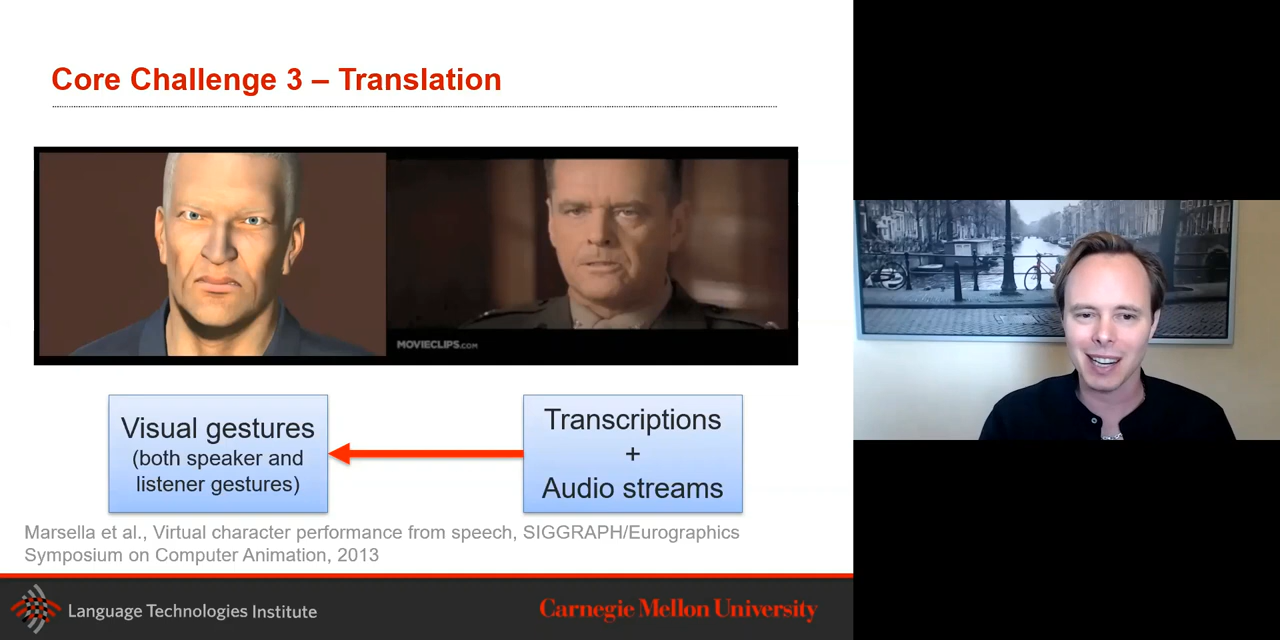 Core Challenge 3 – Translation
MOVIECLIPS.COM
Visual gestures
(both speaker and
listener gestures)
Transcriptions
+
Audio streams
Marsella et al., Virtual character performance from speech, SIGGRAPH/Eurographics
Symposium on Computer Animation, 2013
Language Technologies Institute
Carnegie Mellon University